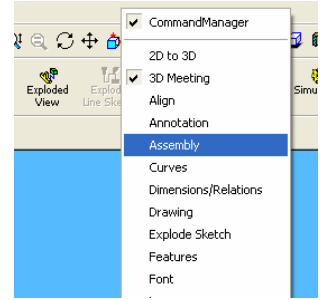 CommandManager
2D to 3D
3D Meeting
Align
Annotation
Assembly
Curves
Dimensions/Relations
Drawing
Explode Sketch
Features
Font
Exploded
View
Explod
Line Ske
Simu